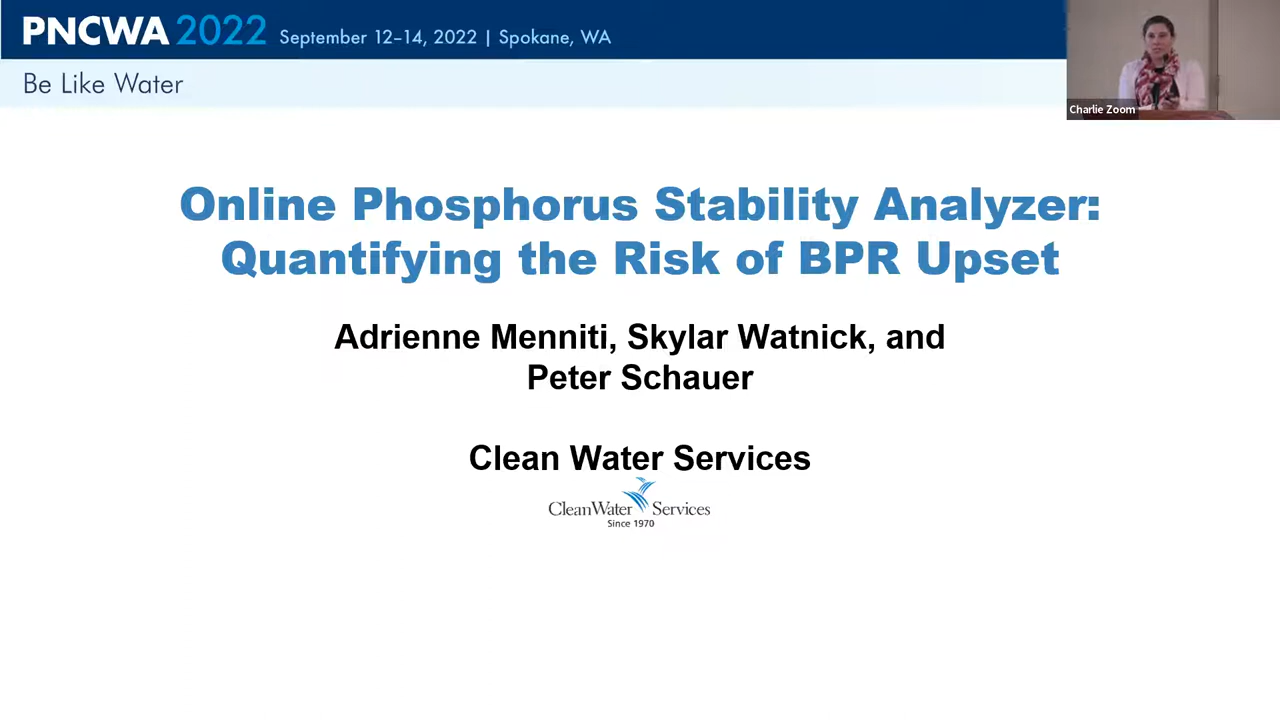 PNCWA 2022 September 12–14, 2022 | Spokane, WA
Be Like Water
Charlie Zoom
Online Phosphorus Stability Analyzer:
Quantifying the Risk of BPR Upset
Adrienne Menniti, Skylar Watnick, and
Peter Schauer
Clean Water Services
CleanWater Services
Since 1970